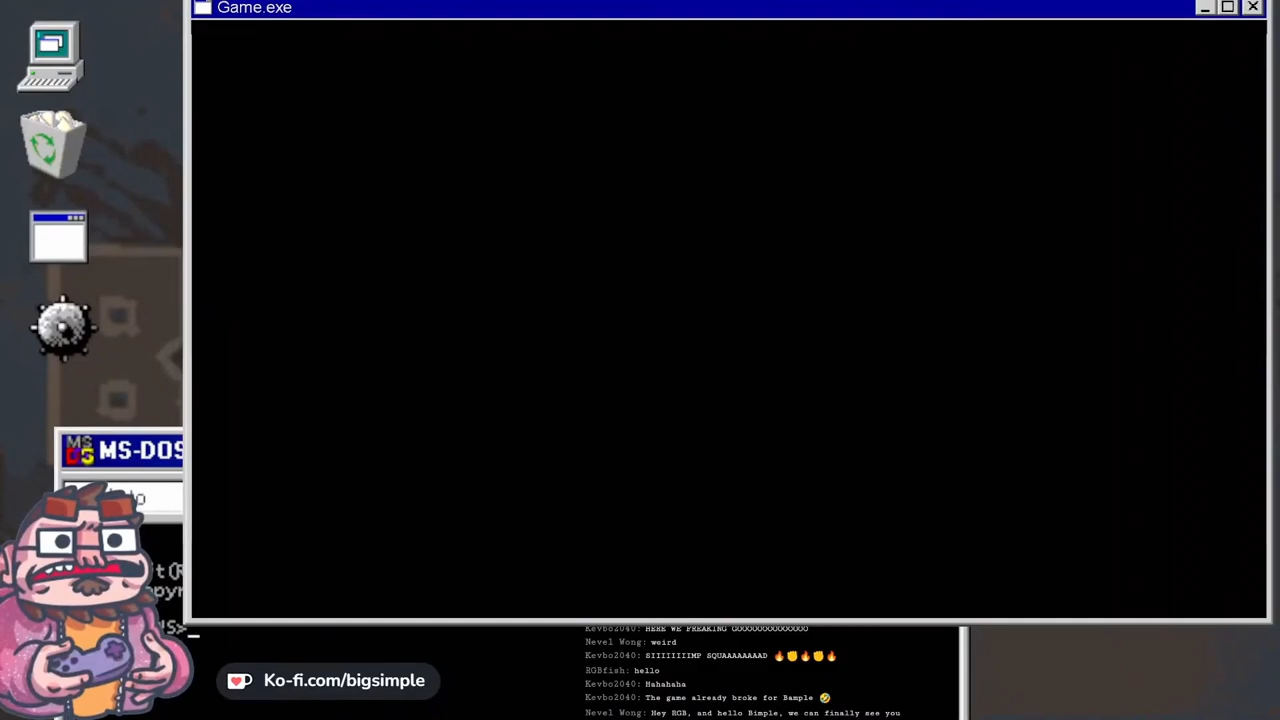 Game.exe
MS-DOS
Ko-fi.com/bigsimple
Kevbo2040: HERE WE FREAKING GOOOOOOOOOOOOO
Nevel Wong: weird
Kevbo2040: SIIIIIIIIMP SQUAAAAAAAD 🔥✊🔥✊🔥
RGBfish: hello
Kevbo2040: Hahahaha
Kevbo2040: The game already broke for Bample 🤣
Nevel Wong: Hey RGB, and hello Bimple, we can finally see you